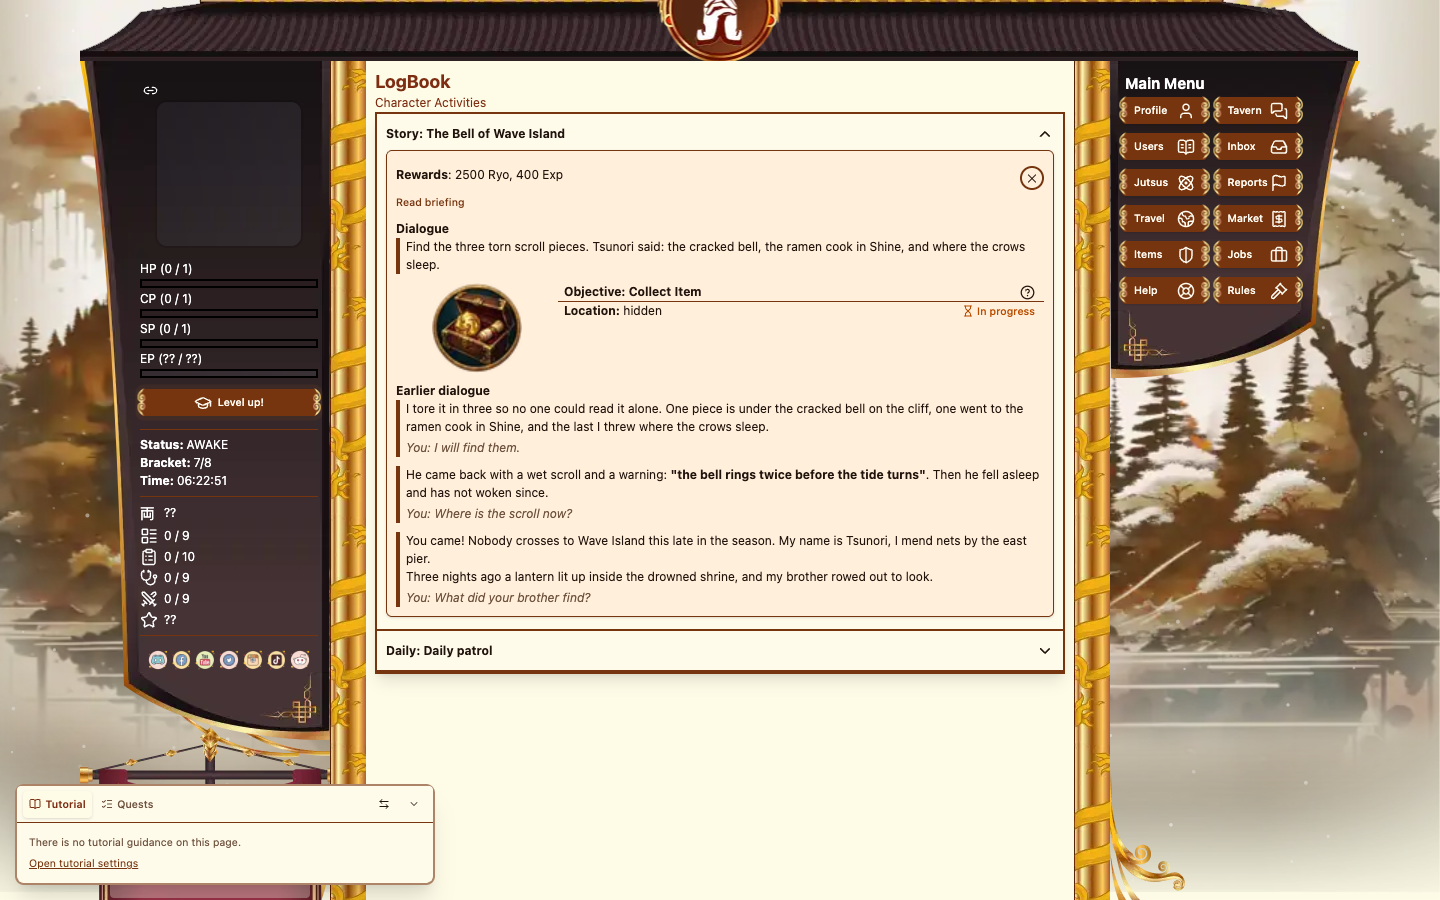 LogBook
Character Activities
Story: The Bell of Wave Island
Rewards: 2500 Ryo, 400 Exp
Read briefing
Dialogue
Find the three torn scroll pieces. Tsunori said: the cracked bell, the ramen cook in Shine, and where the crows
sleep.
Objective: Collect Item
Location: hidden
In progress
Earlier dialogue
I tore it in three so no one could read it alone. One piece is under the cracked bell on the cliff, one went to the
ramen cook in Shine, and the last I threw where the crows sleep.
You: I will find them.
He came back with a wet scroll and a warning: "the bell rings twice before the tide turns". Then he fell asleep
and has not woken since.
You: Where is the scroll now?
You came! Nobody crosses to Wave Island this late in the season. My name is Tsunori, I mend nets by the east
pier.
Three nights ago a lantern lit up inside the drowned shrine, and my brother rowed out to look.
You: What did your brother find?
Daily: Daily patrol
HP (0 / 1)
CP (0 / 1)
SP (0 / 1)
EP (?? / ??)
Level up!
Status: AWAKE
Bracket: 7/8
Time: 06:22:51
両 ??
0 / 9
0 / 10
0 / 9
0 / 9
??
Main Menu
Profile Tavern
Users Inbox
Jutsus Reports
Travel Market
Items Jobs
Help Rules
Tutorial Quests
There is no tutorial guidance on this page.
Open tutorial settings